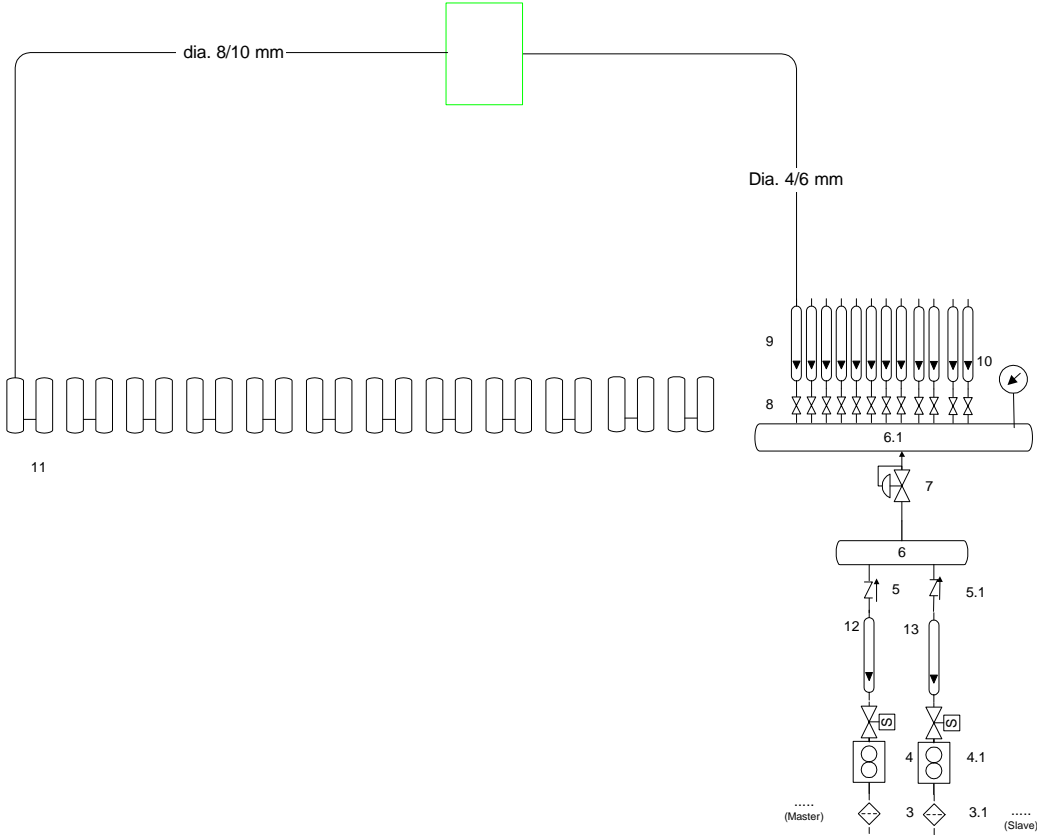 dia. 8/10 mm
Dia. 4/6 mm
9
10
8
6.1
11
7
6
5
5.1
12
13
S
S
4
4.1
3
3.1
.....
(Master)
.....
(Slave)